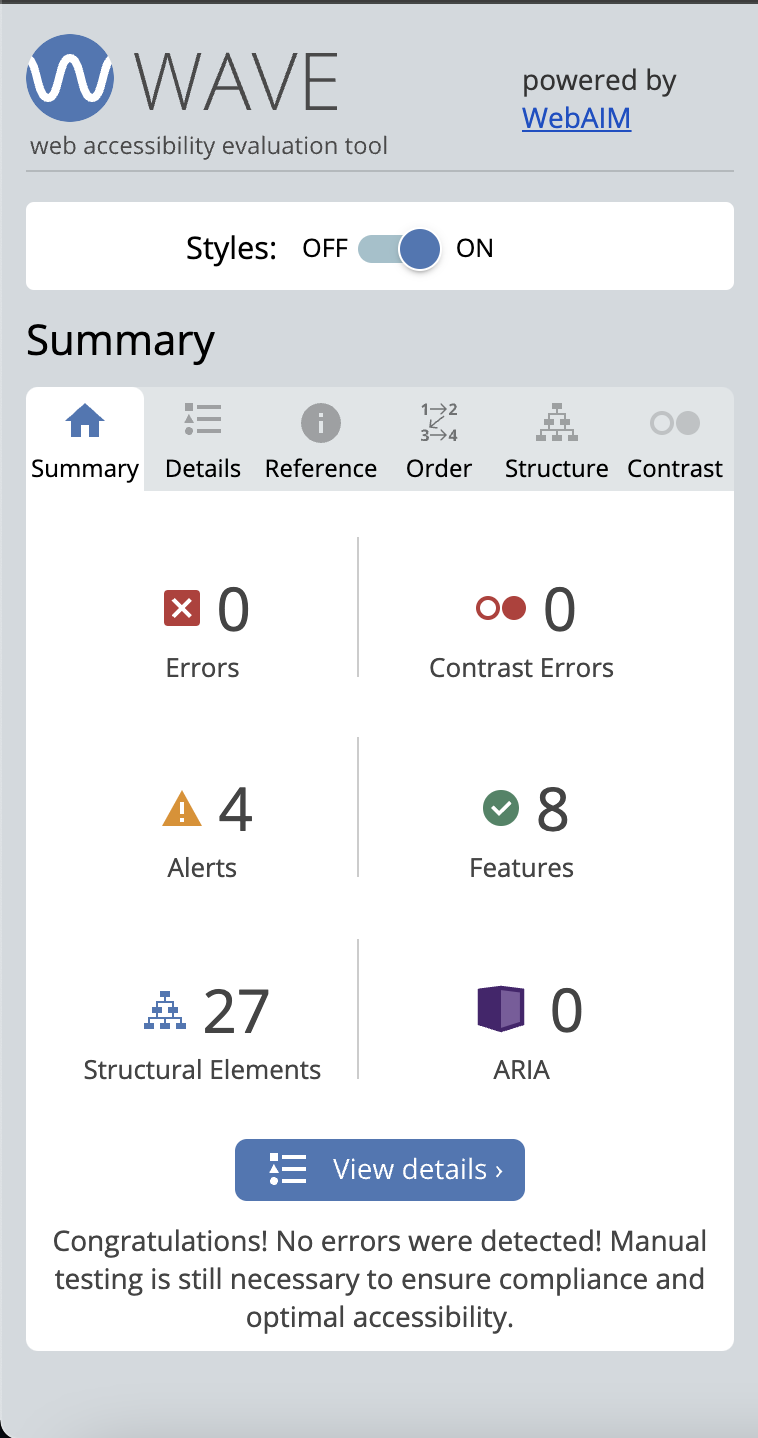 WAVE
powered by
WebAIM
web accessibility evaluation tool
Styles: OFF ON
Summary
1 2
3 4
Summary Details Reference Order Structure Contrast
0 0
Errors Contrast Errors
4 8
Alerts Features
27 0
Structural Elements ARIA
View details ›
Congratulations! No errors were detected! Manual
testing is still necessary to ensure compliance and
optimal accessibility.